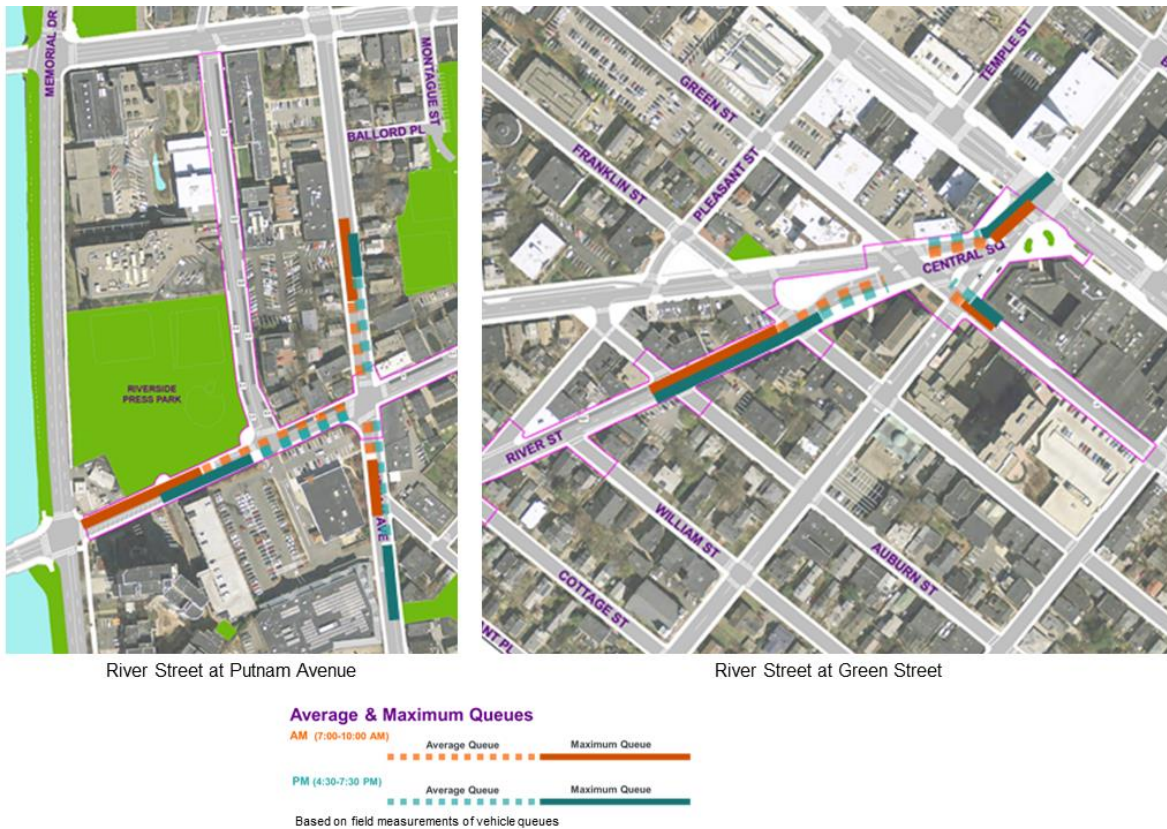 MEMORIAL DR
MONTAGUE ST
BALLORD PL
RIVERSIDE
PRESS PARK
AVE
TEMPLE ST
GREEN ST
FRANKLIN ST
PLEASANT ST
CENTRAL SQ
RIVER ST
WILLIAM ST
AUBURN ST
COTTAGE ST
ANT PL
River Street at Putnam Avenue
River Street at Green Street
Average & Maximum Queues
AM (7:00-10:00 AM)
Average Queue
Maximum Queue
PM (4:30-7:30 PM)
Average Queue
Maximum Queue
Based on field measurements of vehicle queues